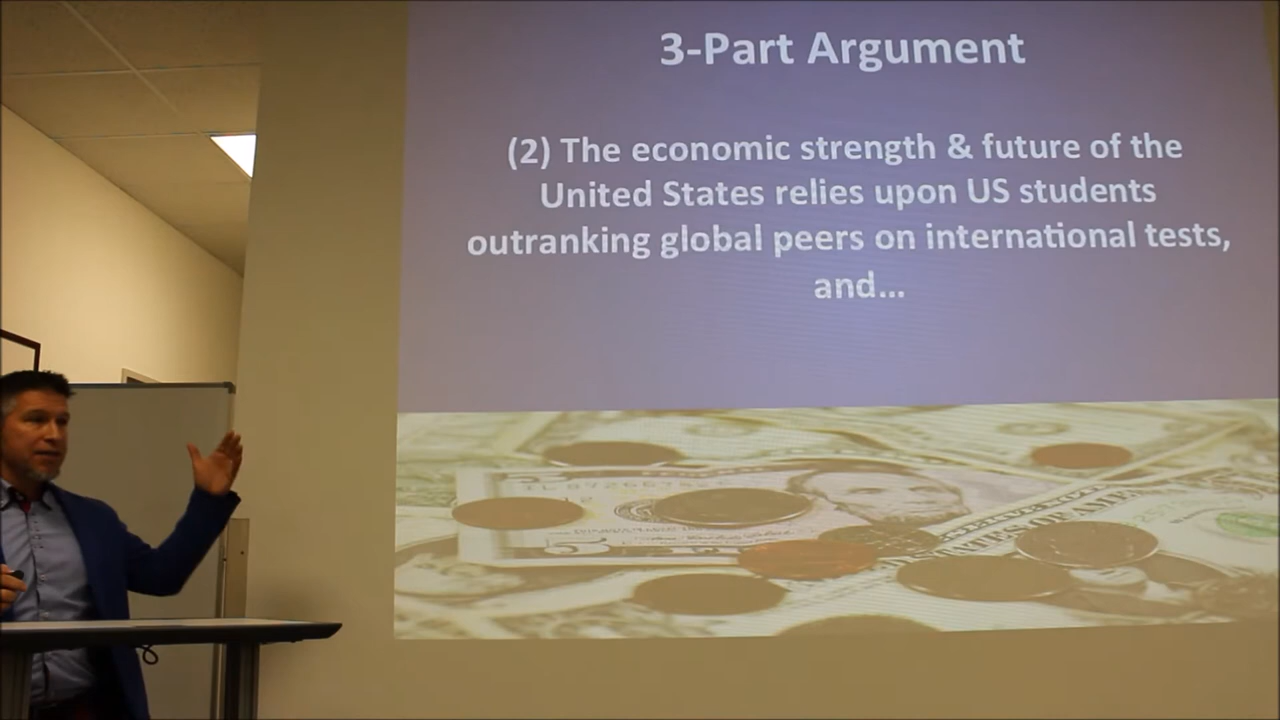 3-Part Argument
(2) The economic strength & future of the
United States relies upon US students
outranking global peers on international tests,
and...